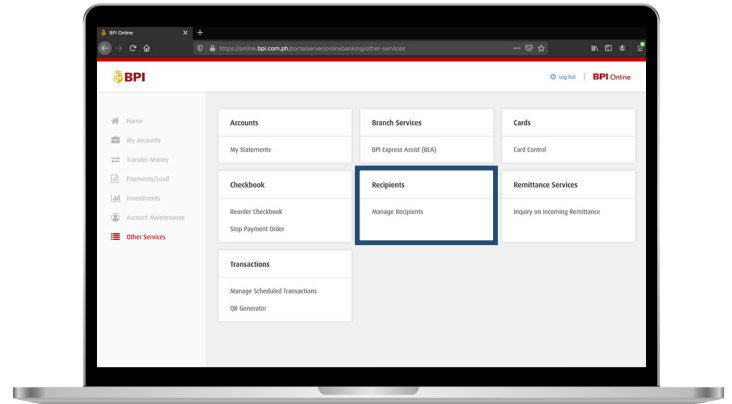 BPI Online
https://online.bpi.com.ph/portalserver/onlinebanking/other-services
BPI
Log Out
BPI Online
Home
My Accounts
Transfer Money
Payments/Load
Investments
Account Maintenance
Other Services
Accounts
My Statements
Branch Services
BPI Express Assist (BEA)
Cards
Card Control
Checkbook
Reorder Checkbook
Stop Payment Order
Recipients
Manage Recipients
Remittance Services
Inquiry on Incoming Remittance
Transactions
Manage Scheduled Transactions
QR Generator